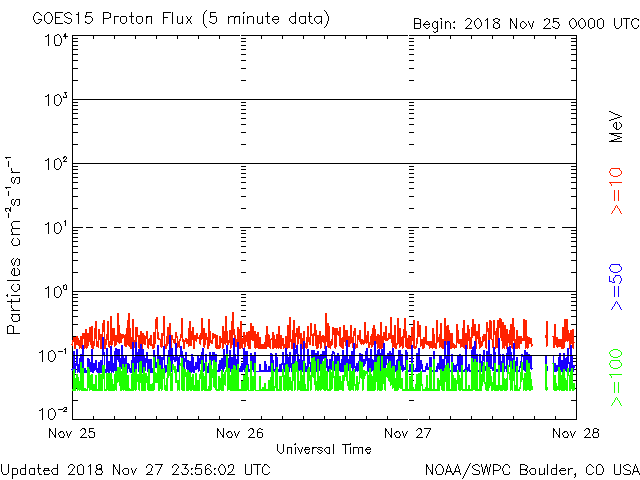 GOES15 Proton Flux (5 minute data)
Begin: 2018 Nov 25 0000 UTC
10⁴
10³
10²
10¹
10⁰
10⁻¹
10⁻²
Particles cm⁻²s⁻¹sr⁻¹
MeV
>=10
>=50
>=100
Nov 25
Nov 26
Nov 27
Nov 28
Universal Time
Updated 2018 Nov 27 23:56:02 UTC
NOAA/SWPC Boulder, CO USA